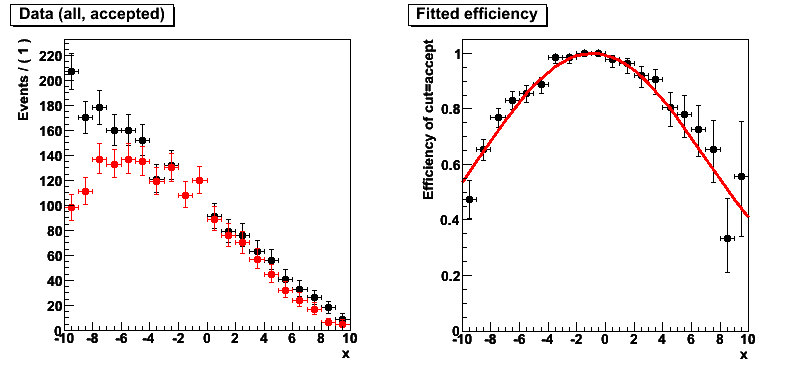 Data (all, accepted)
Events / ( 1 )
220
200
180
160
140
120
100
80
60
40
20
0
-10 -8 -6 -4 -2 0 2 4 6 8 10
x
Fitted efficiency
Efficiency of cut=accept
1
0.8
0.6
0.4
0.2
0
-10 -8 -6 -4 -2 0 2 4 6 8 10
x